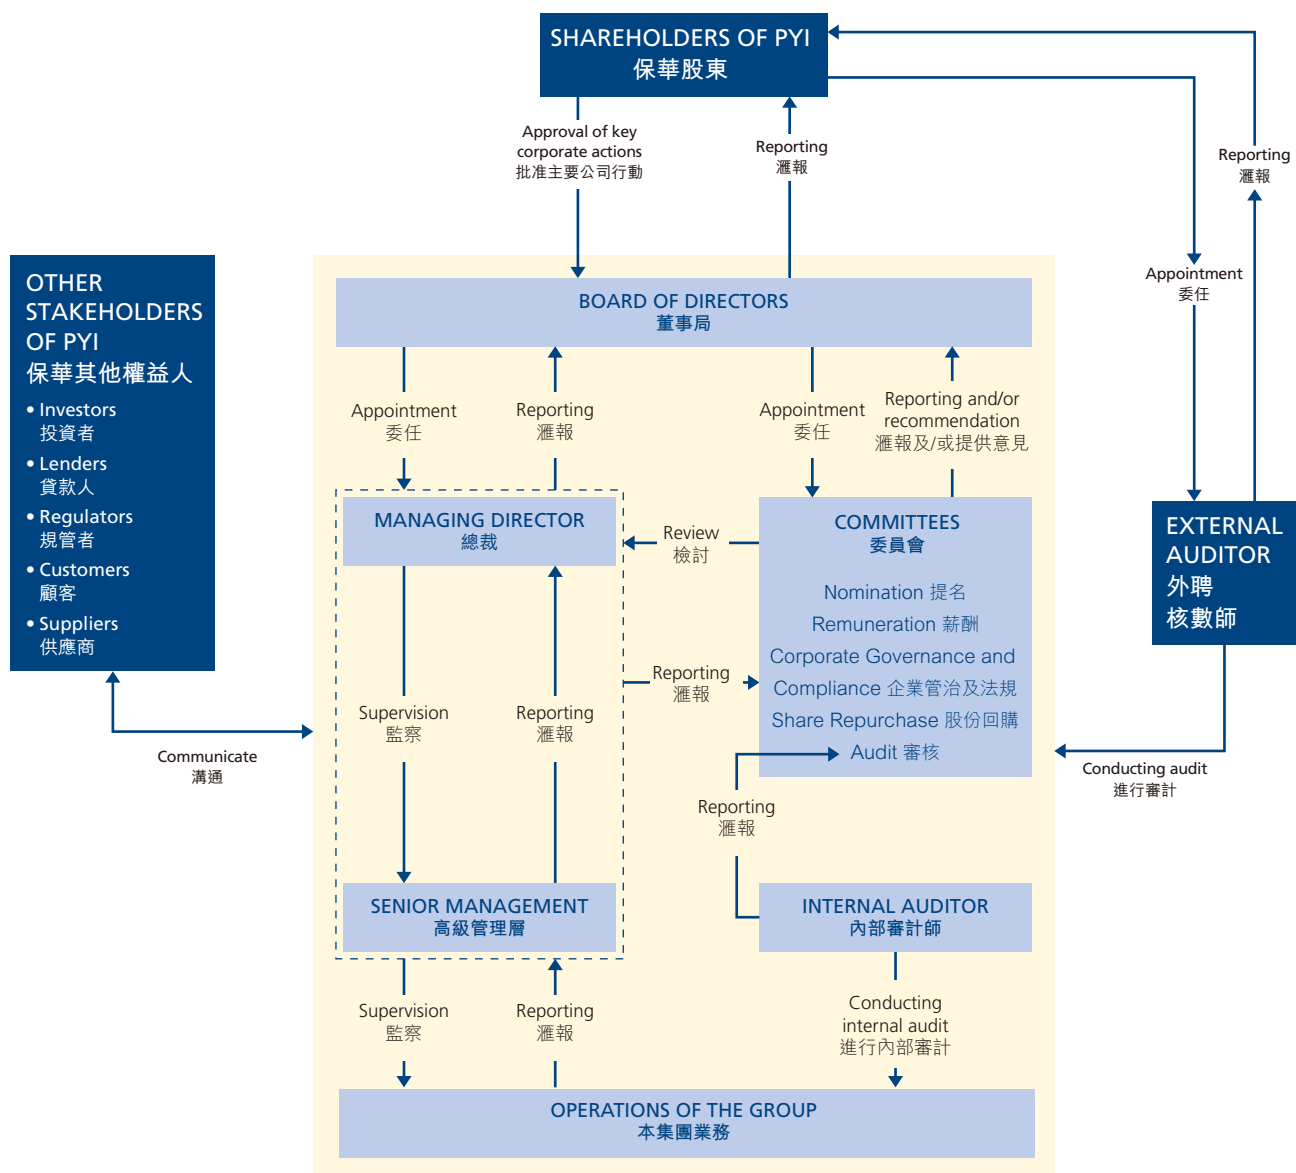 SHAREHOLDERS OF PYI
保華股東
Approval of key
corporate actions
批准主要公司行動
Reporting
滙報
Reporting
滙報
Appointment
委任
OTHER
STAKEHOLDERS
OF PYI
保華其他權益人
• Investors
投資者
• Lenders
貸款人
• Regulators
規管者
• Customers
顧客
• Suppliers
供應商
BOARD OF DIRECTORS
董事局
Appointment
委任
Reporting
滙報
Appointment
委任
Reporting and/or
recommendation
滙報及/或提供意見
MANAGING DIRECTOR
總裁
Review
檢討
COMMITTEES
委員會
Nomination 提名
Remuneration 薪酬
Corporate Governance and
Compliance 企業管治及法規
Share Repurchase 股份回購
Audit 審核
EXTERNAL
AUDITOR
外聘
核數師
Reporting
滙報
Supervision
監察
Reporting
滙報
Communicate
溝通
Conducting audit
進行審計
Reporting
滙報
SENIOR MANAGEMENT
高級管理層
INTERNAL AUDITOR
內部審計師
Supervision
監察
Reporting
滙報
Conducting
internal audit
進行內部審計
OPERATIONS OF THE GROUP
本集團業務